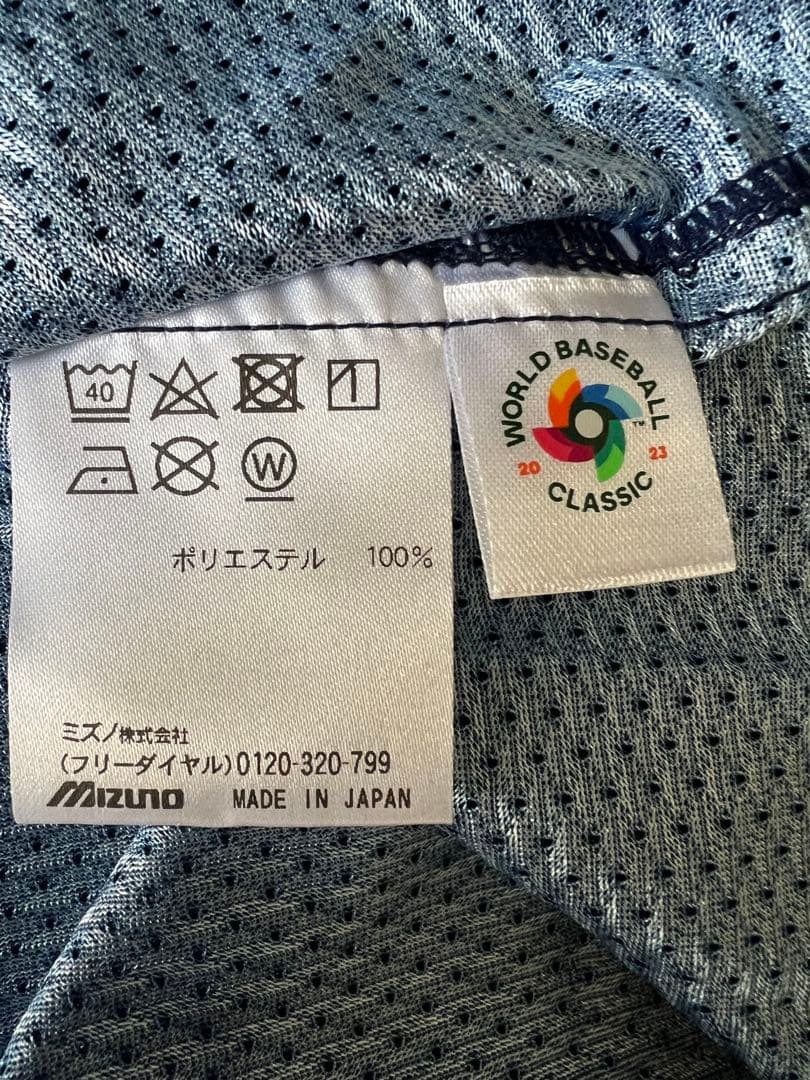 40
W
ポリエステル 100%
ミズノ株式会社
(フリーダイヤル)0120-320-799
MIZUNO MADE IN JAPAN
WORLD BASEBALL
TM
20 23
CLASSIC